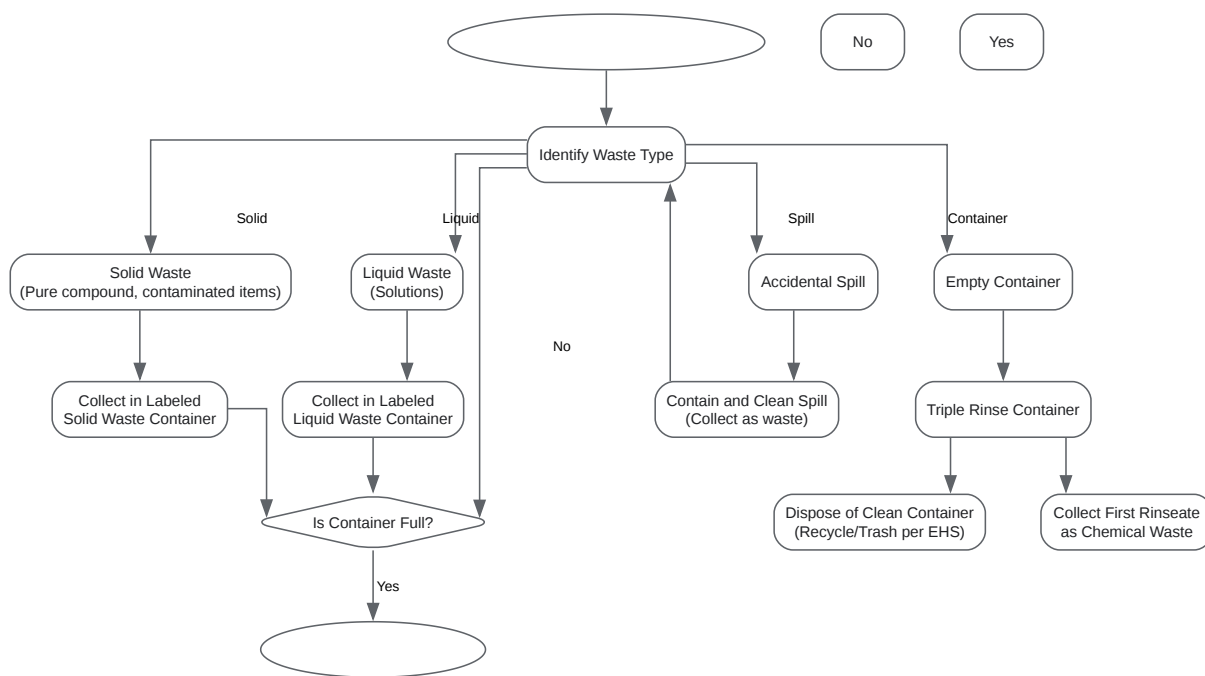 No
Yes
Identify Waste Type
Solid
Liquid
Spill
Container
Solid Waste
(Pure compound, contaminated items)
Liquid Waste
(Solutions)
Accidental Spill
Empty Container
No
Collect in Labeled
Solid Waste Container
Collect in Labeled
Liquid Waste Container
Contain and Clean Spill
(Collect as waste)
Triple Rinse Container
Is Container Full?
Dispose of Clean Container
(Recycle/Trash per EHS)
Collect First Rinseate
as Chemical Waste
Yes